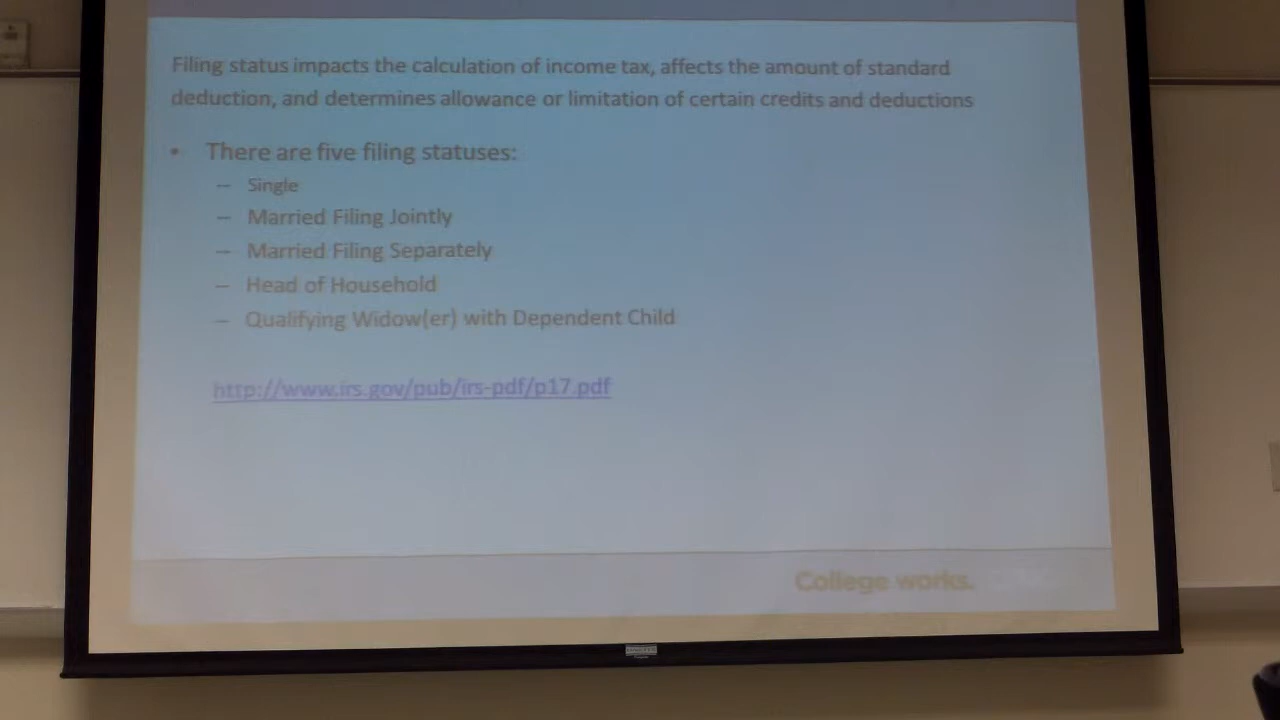 Filing status impacts the calculation of income tax, affects the amount of standard
deduction, and determines allowance or limitation of certain credits and deductions
• There are five filing statuses:
– Single
– Married Filing Jointly
– Married Filing Separately
– Head of Household
– Qualifying Widow(er) with Dependent Child
http://www.irs.gov/pub/irs-pdf/p17.pdf
College works.